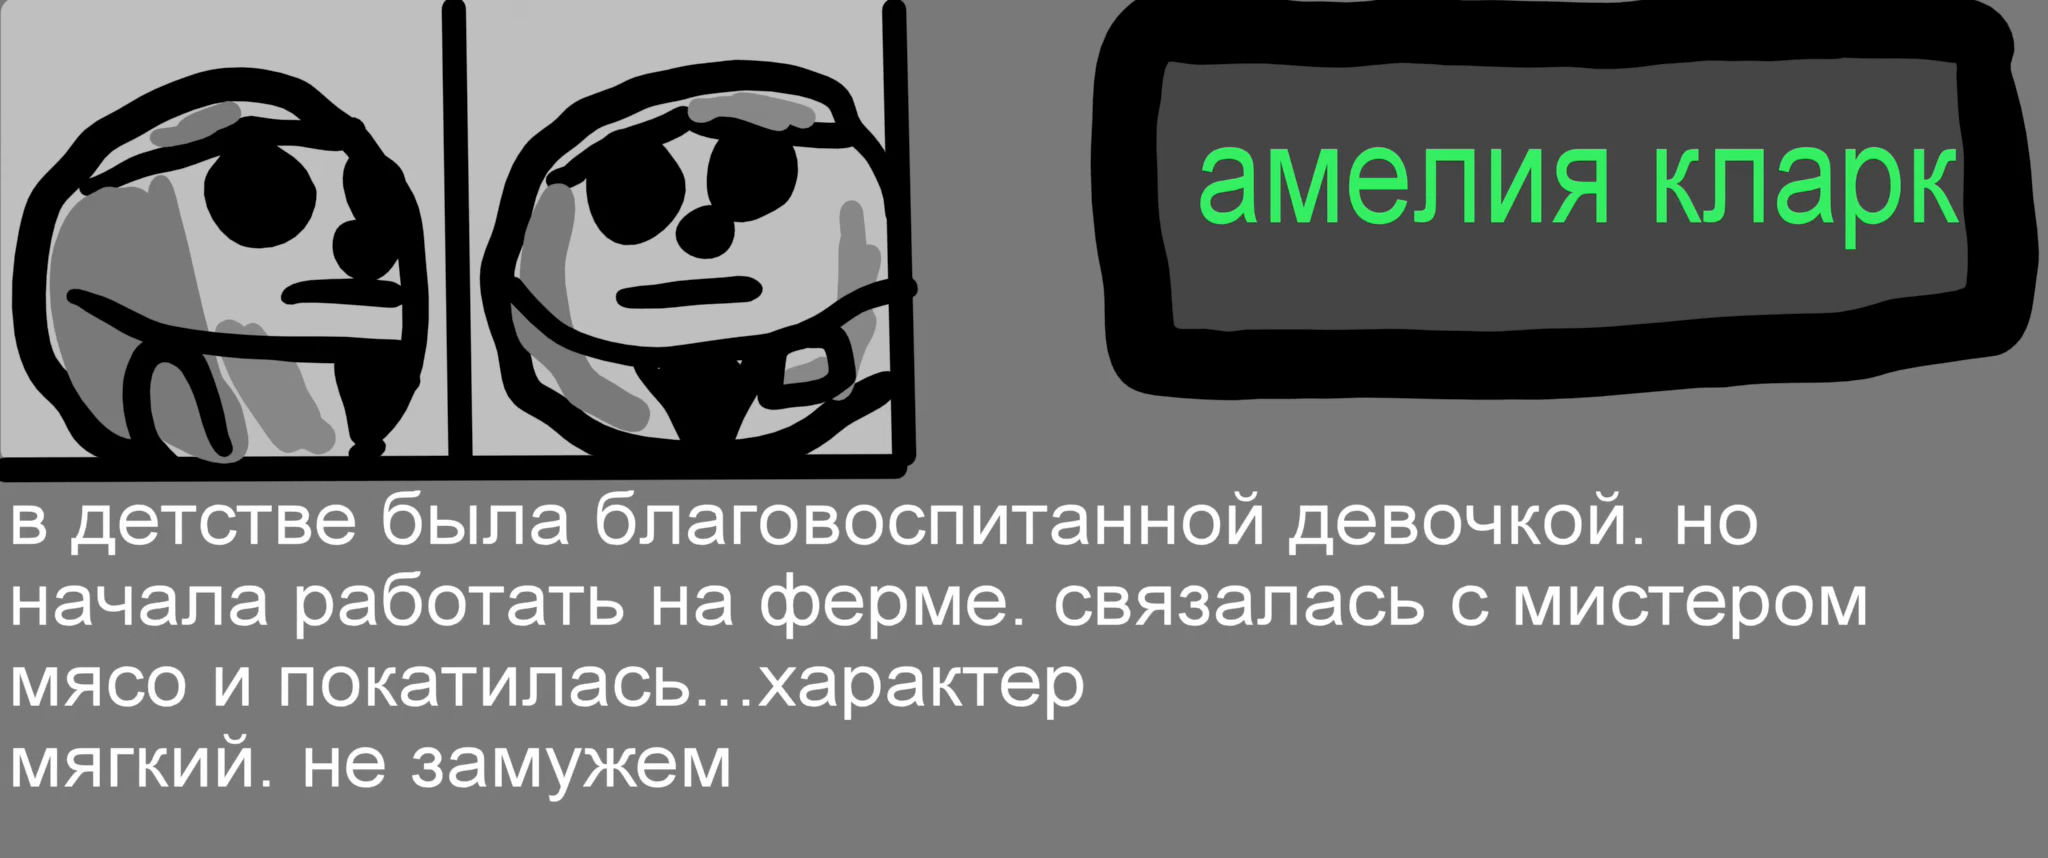 амелия кларк
в детстве была благовоспитанной девочкой. но
начала работать на ферме. связалась с мистером
мясо и покатилась...характер
мягкий. не замужем